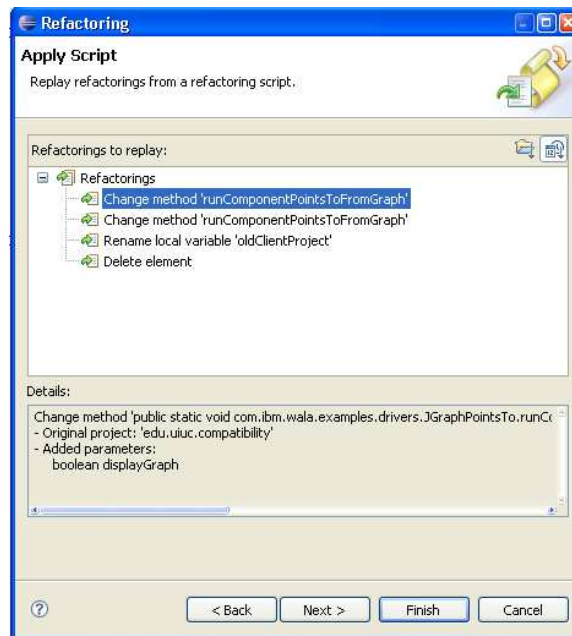 Refactoring
Apply Script
Replay refactorings from a refactoring script.
Refactorings to replay:
Refactorings
Change method 'runComponentPointsToFromGraph'
Change method 'runComponentPointsToFromGraph'
Rename local variable 'oldClientProject'
Delete element
Details:
Change method 'public static void com.ibm.wala.examples.drivers.JGraphPointsTo.runCo
- Original project: 'edu.uiuc.compatibility'
- Added parameters:
boolean displayGraph
< Back Next > Finish Cancel